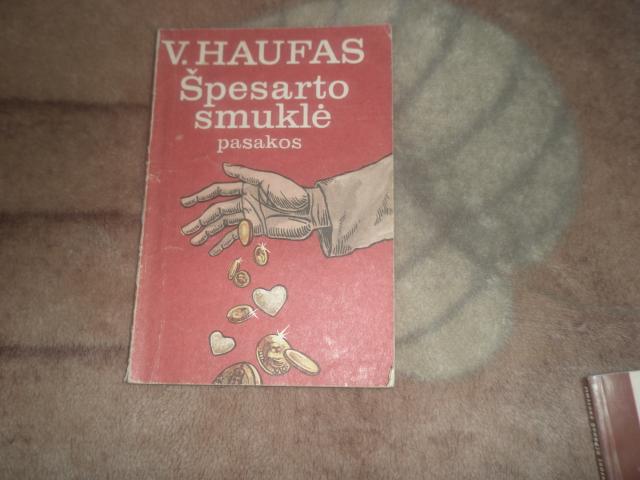 V. HAUFAS
Špesarto
smuklė
pasakos